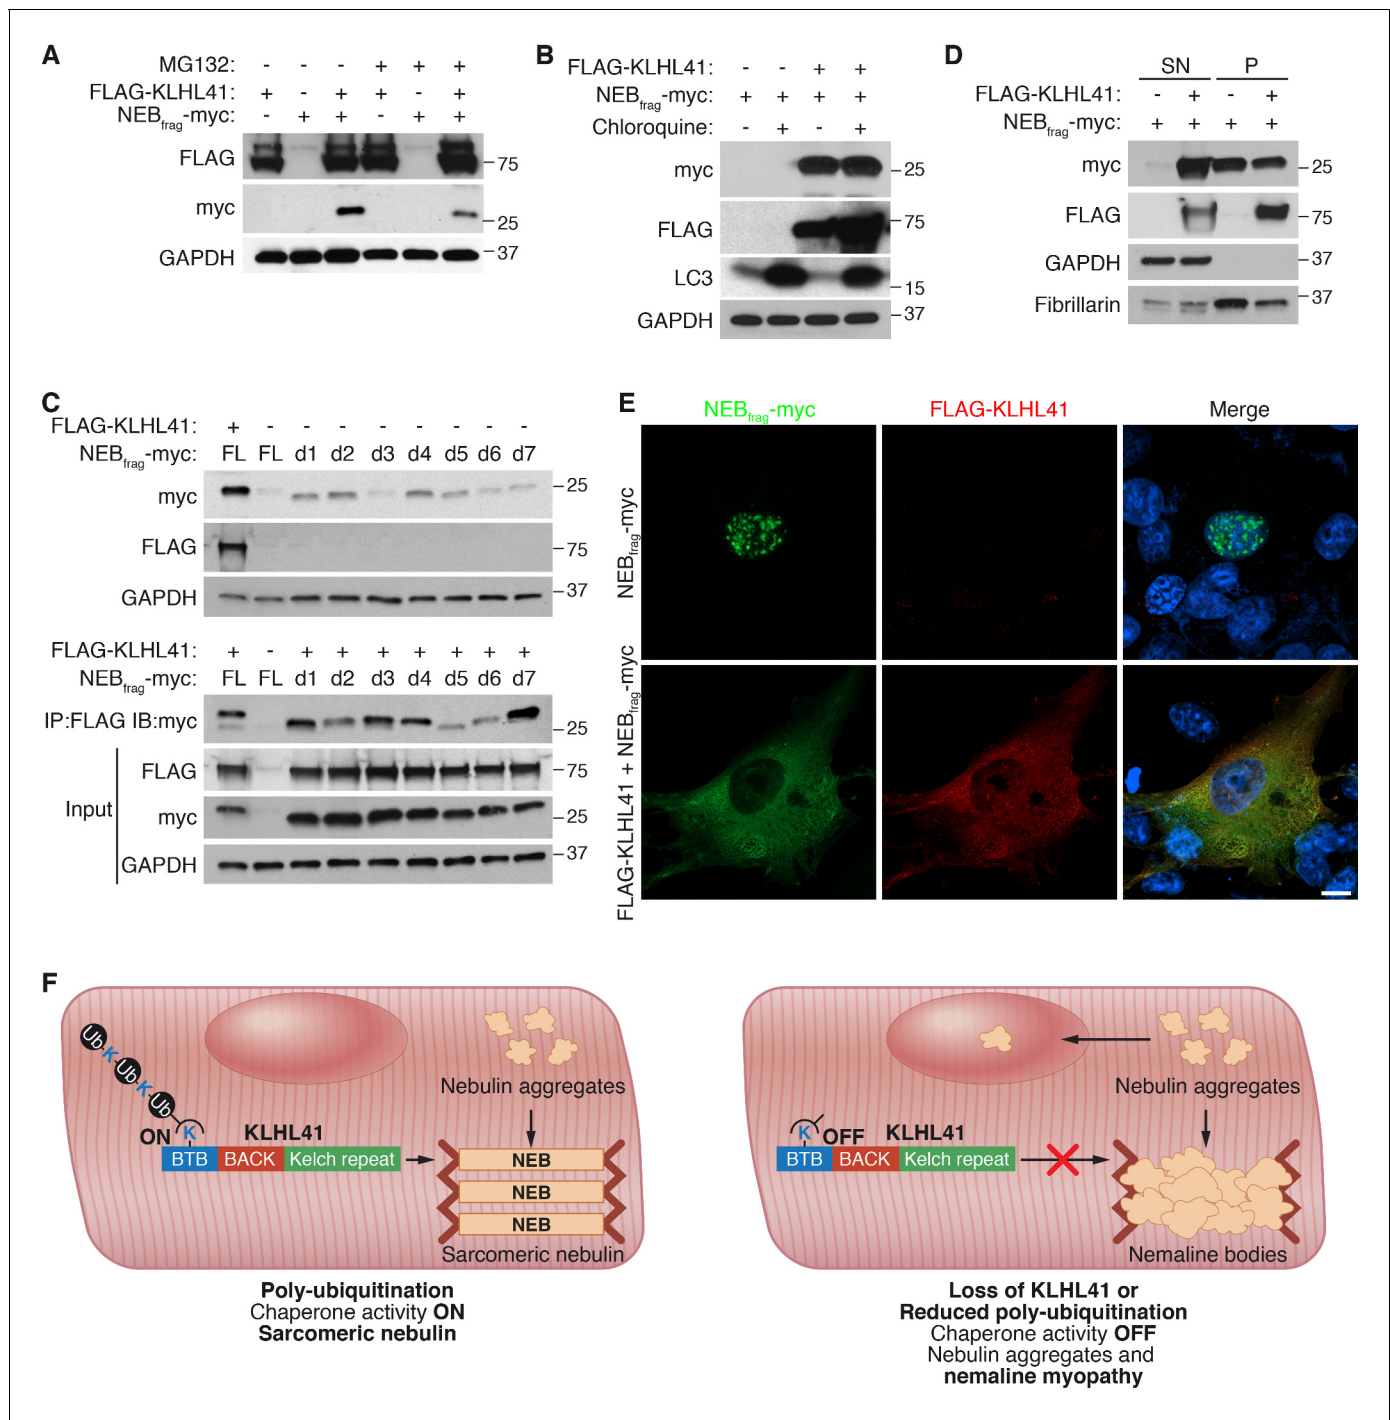 A
MG132: - - - + + +
FLAG-KLHL41: + - + + - +
NEBfrag-myc: - + + - + +
FLAG
75
myc
25
GAPDH
37
B
FLAG-KLHL41: - - + +
NEBfrag-myc: + + + +
Chloroquine: - + - +
myc
25
FLAG
75
LC3
15
GAPDH
37
D
SN P
FLAG-KLHL41: - + - +
NEBfrag-myc: + + + +
myc
25
FLAG
75
GAPDH
37
Fibrillarin
37
C
FLAG-KLHL41: + - - - - - - - -
NEBfrag-myc: FL FL d1 d2 d3 d4 d5 d6 d7
myc
25
FLAG
75
GAPDH
37
FLAG-KLHL41: + - + + + + + + +
NEBfrag-myc: FL FL d1 d2 d3 d4 d5 d6 d7
IP:FLAG IB:myc
25
Input
FLAG
75
myc
25
GAPDH
37
E
NEBfrag-myc FLAG-KLHL41 Merge
NEBfrag-myc
FLAG-KLHL41 + NEBfrag-myc
F
Ub
K
Ub
K
Ub
K
ON KLHL41
BTB BACK Kelch repeat
Nebulin aggregates
NEB
NEB
NEB
Sarcomeric nebulin
Poly-ubiquitination
Chaperone activity ON
Sarcomeric nebulin
K
OFF KLHL41
BTB BACK Kelch repeat
Nebulin aggregates
Nemaline bodies
Loss of KLHL41 or
Reduced poly-ubiquitination
Chaperone activity OFF
Nebulin aggregates and
nemaline myopathy